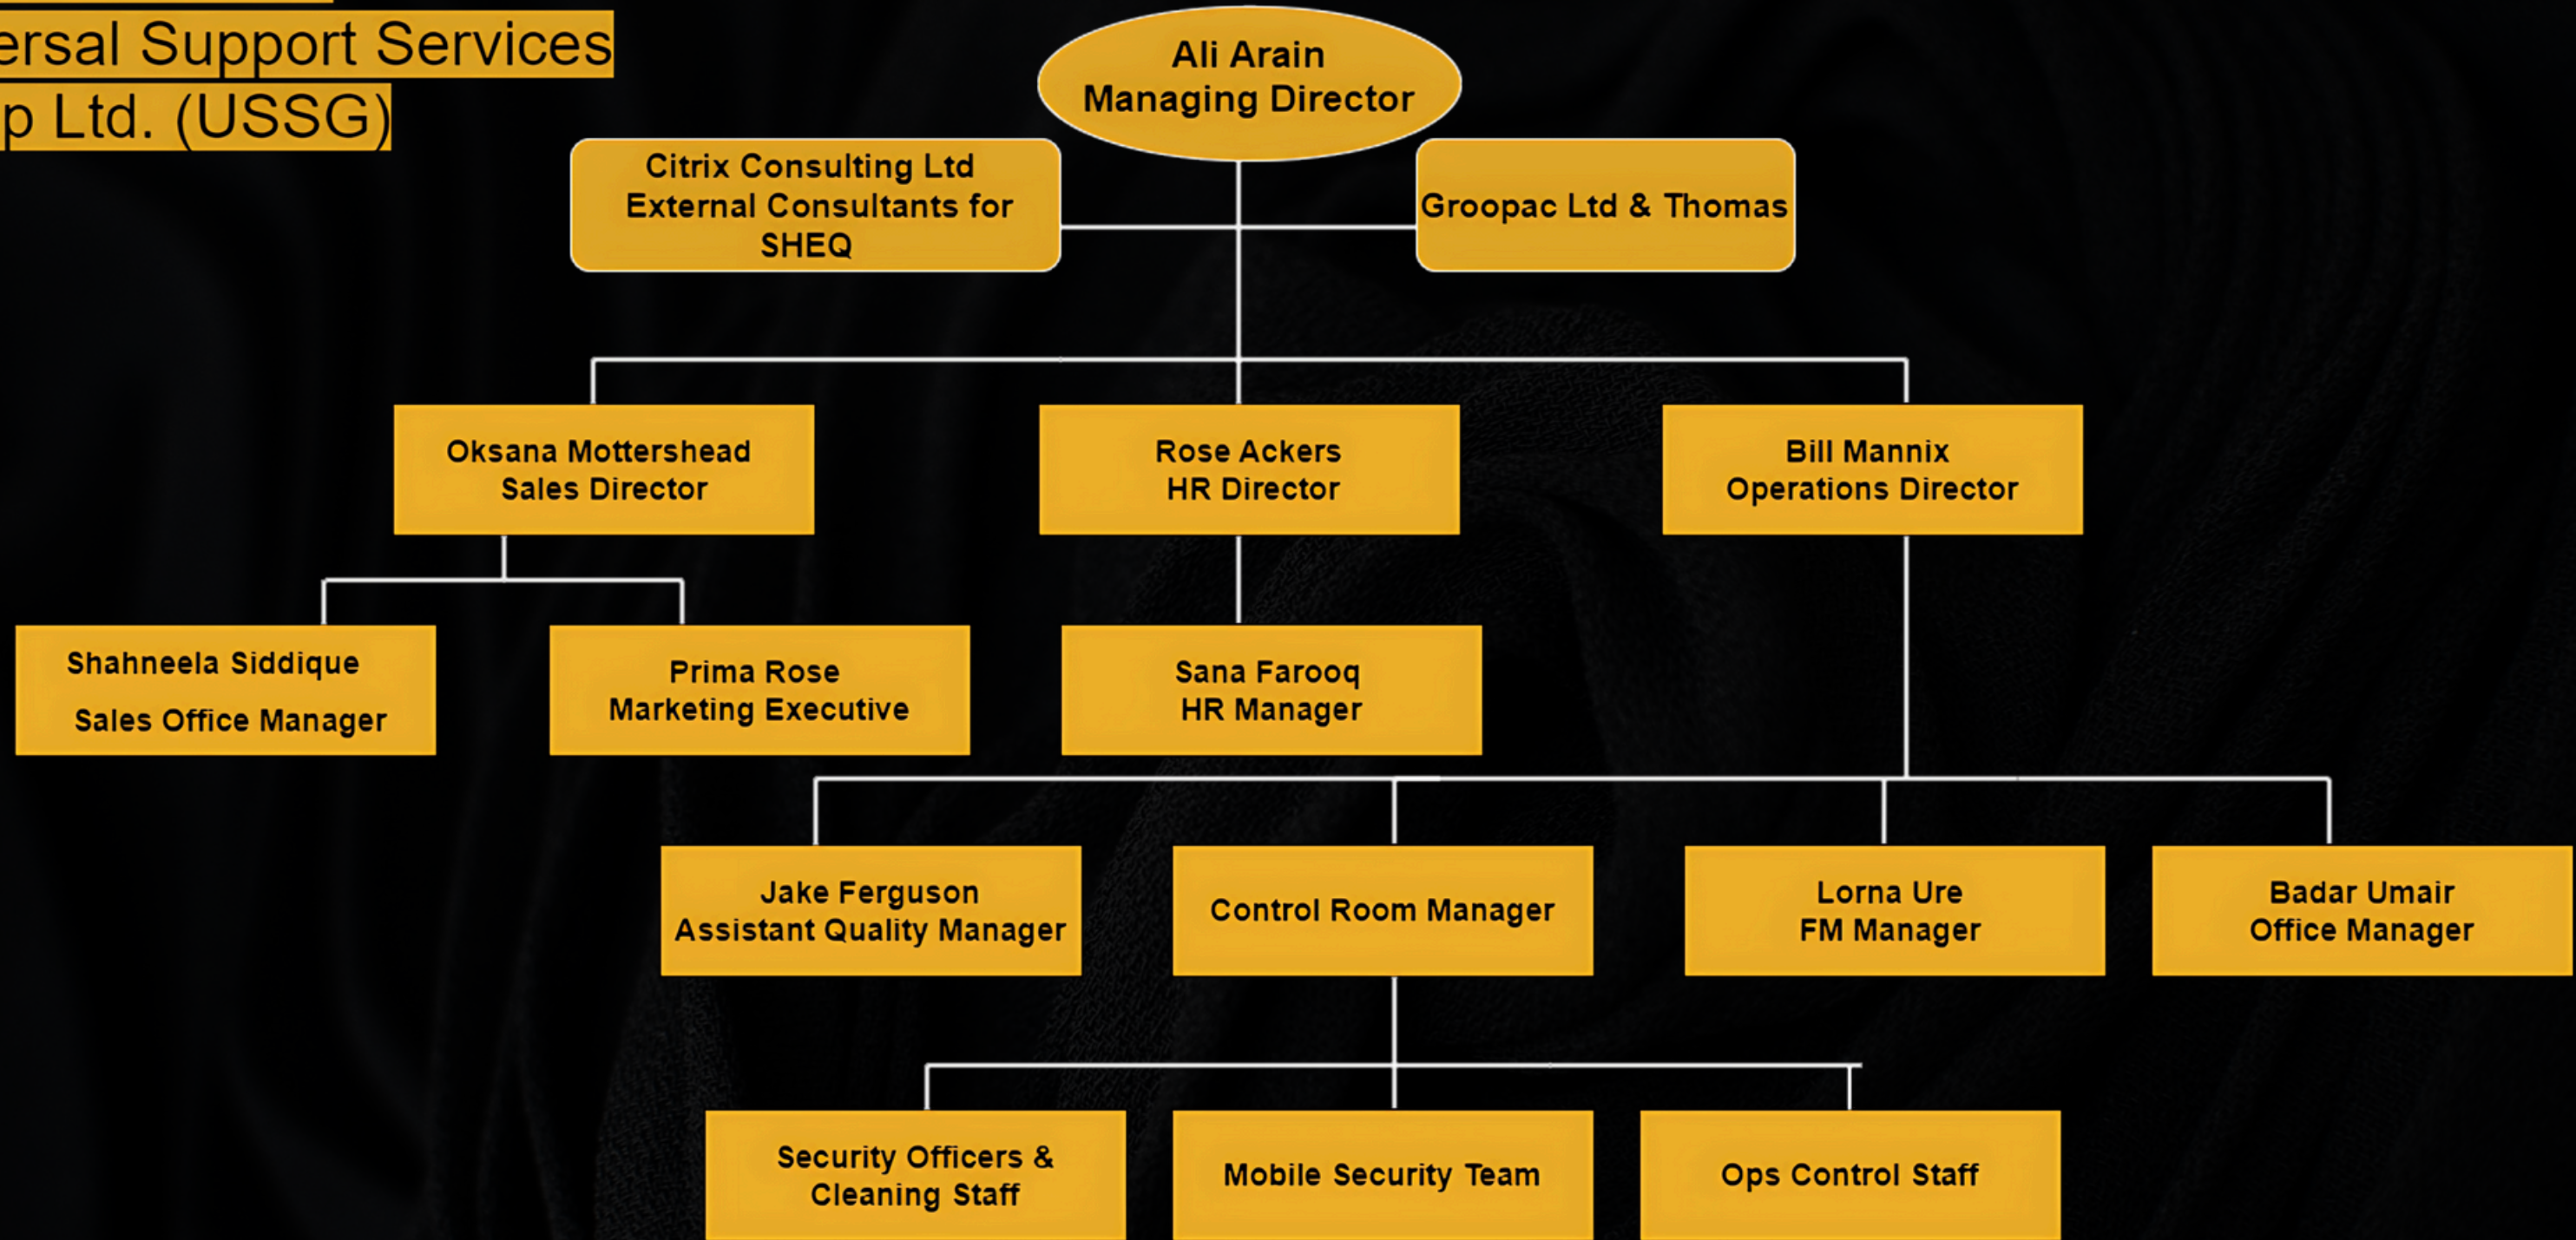 ersal Support Services
p Ltd. (USSG)
Ali Arain
Managing Director
Citrix Consulting Ltd
External Consultants for
SHEQ
Groopac Ltd & Thomas
Oksana Mottershead
Sales Director
Rose Ackers
HR Director
Bill Mannix
Operations Director
Shahneela Siddique
Sales Office Manager
Prima Rose
Marketing Executive
Sana Farooq
HR Manager
Jake Ferguson
Assistant Quality Manager
Control Room Manager
Lorna Ure
FM Manager
Badar Umair
Office Manager
Security Officers &
Cleaning Staff
Mobile Security Team
Ops Control Staff